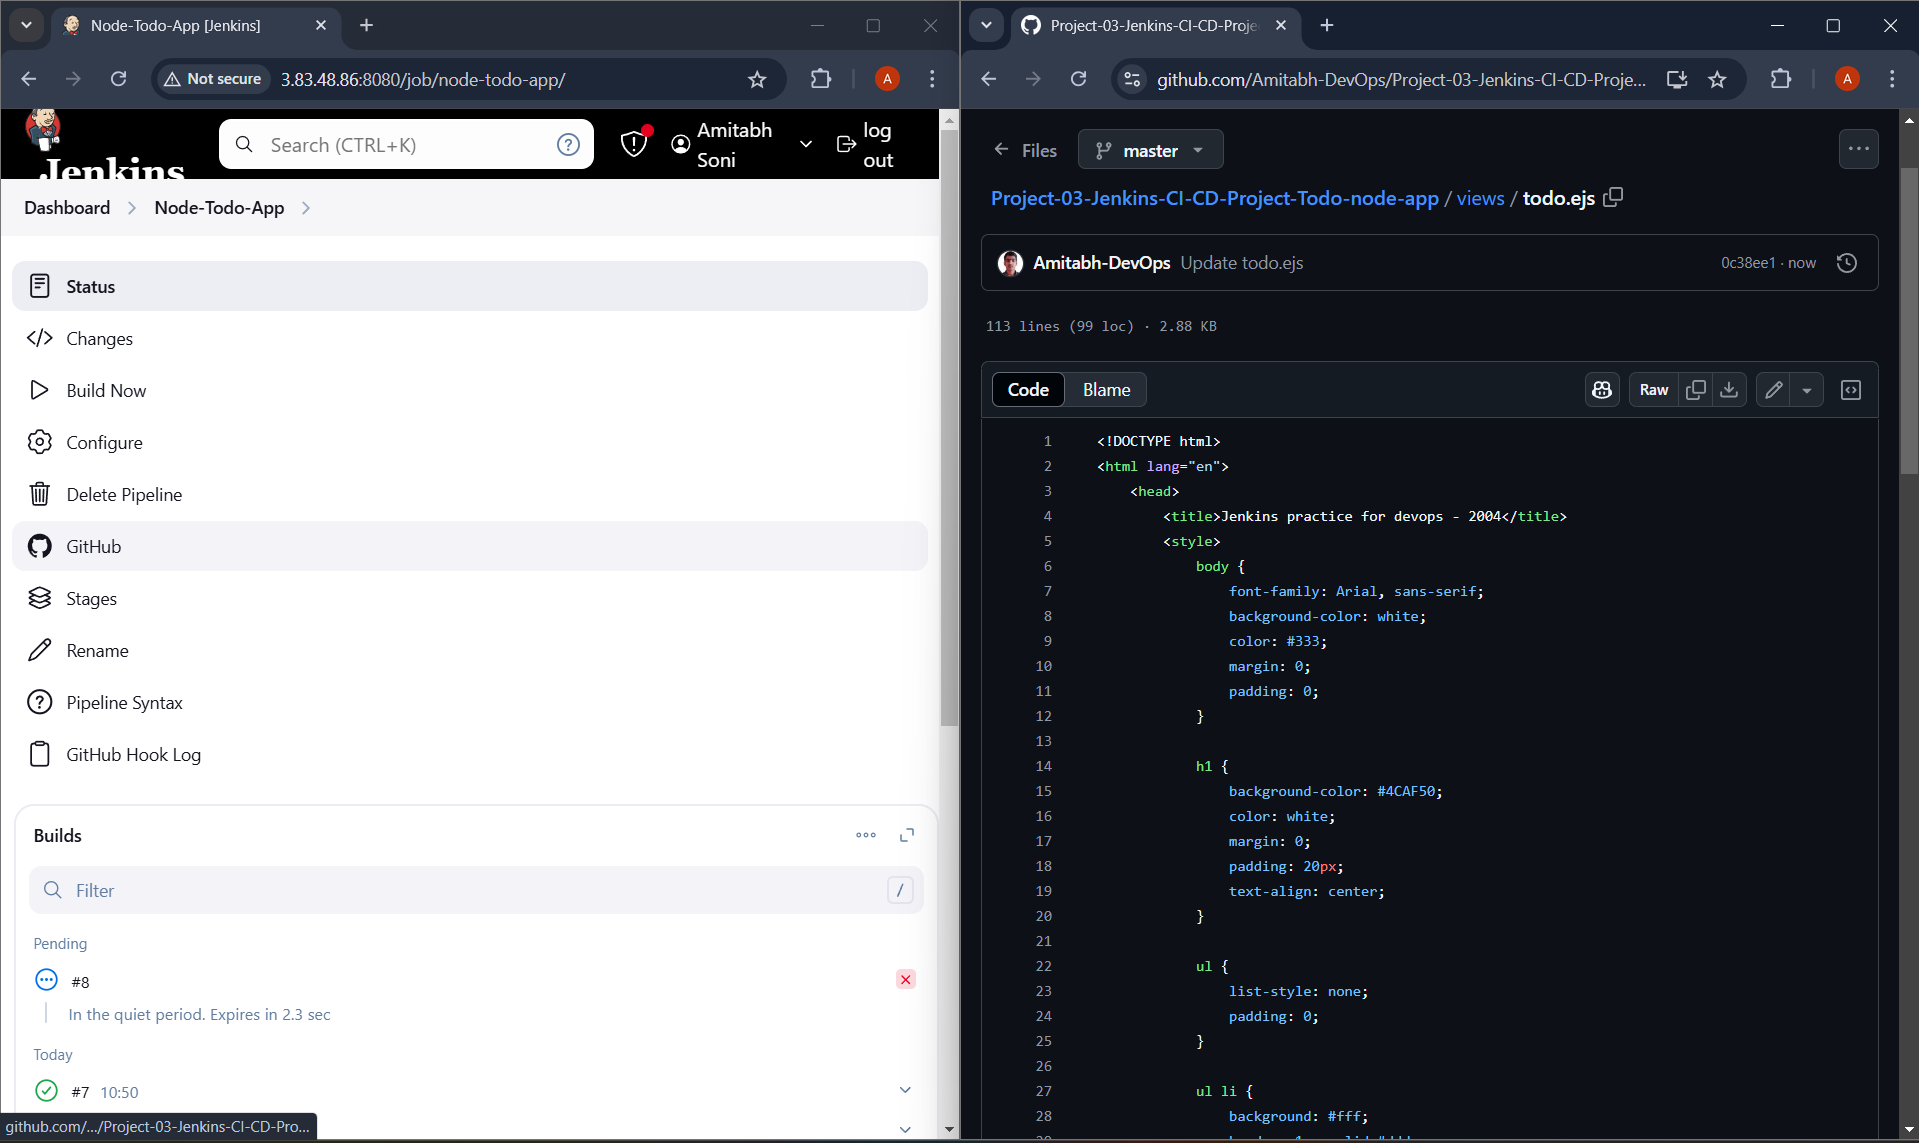 Node-Todo-App [Jenkins]
Not secure
3.83.48.86:8080/job/node-todo-app/
A
Jenkins
Search (CTRL+K)
Amitabh
Soni
log
out
Dashboard
Node-Todo-App
Status
Changes
Build Now
Configure
Delete Pipeline
GitHub
Stages
Rename
Pipeline Syntax
GitHub Hook Log
Builds
Filter
/
Pending
#8
In the quiet period. Expires in 2.3 sec
Today
#7 10:50
github.com/.../Project-03-Jenkins-CI-CD-Pro...
Project-03-Jenkins-CI-CD-Proje
github.com/Amitabh-DevOps/Project-03-Jenkins-CI-CD-Proje...
A
Files
master
Project-03-Jenkins-CI-CD-Project-Todo-node-app / views / todo.ejs
Amitabh-DevOps Update todo.ejs
0c38ee1 · now
113 lines (99 loc) · 2.88 KB
Code
Blame
Raw
1 <!DOCTYPE html>
2 <html lang="en">
3 <head>
4 <title>Jenkins practice for devops - 2004</title>
5 <style>
6 body {
7 font-family: Arial, sans-serif;
8 background-color: white;
9 color: #333;
10 margin: 0;
11 padding: 0;
12 }
13
14 h1 {
15 background-color: #4CAF50;
16 color: white;
17 margin: 0;
18 padding: 20px;
19 text-align: center;
20 }
21
22 ul {
23 list-style: none;
24 padding: 0;
25 }
26
27 ul li {
28 background: #fff;